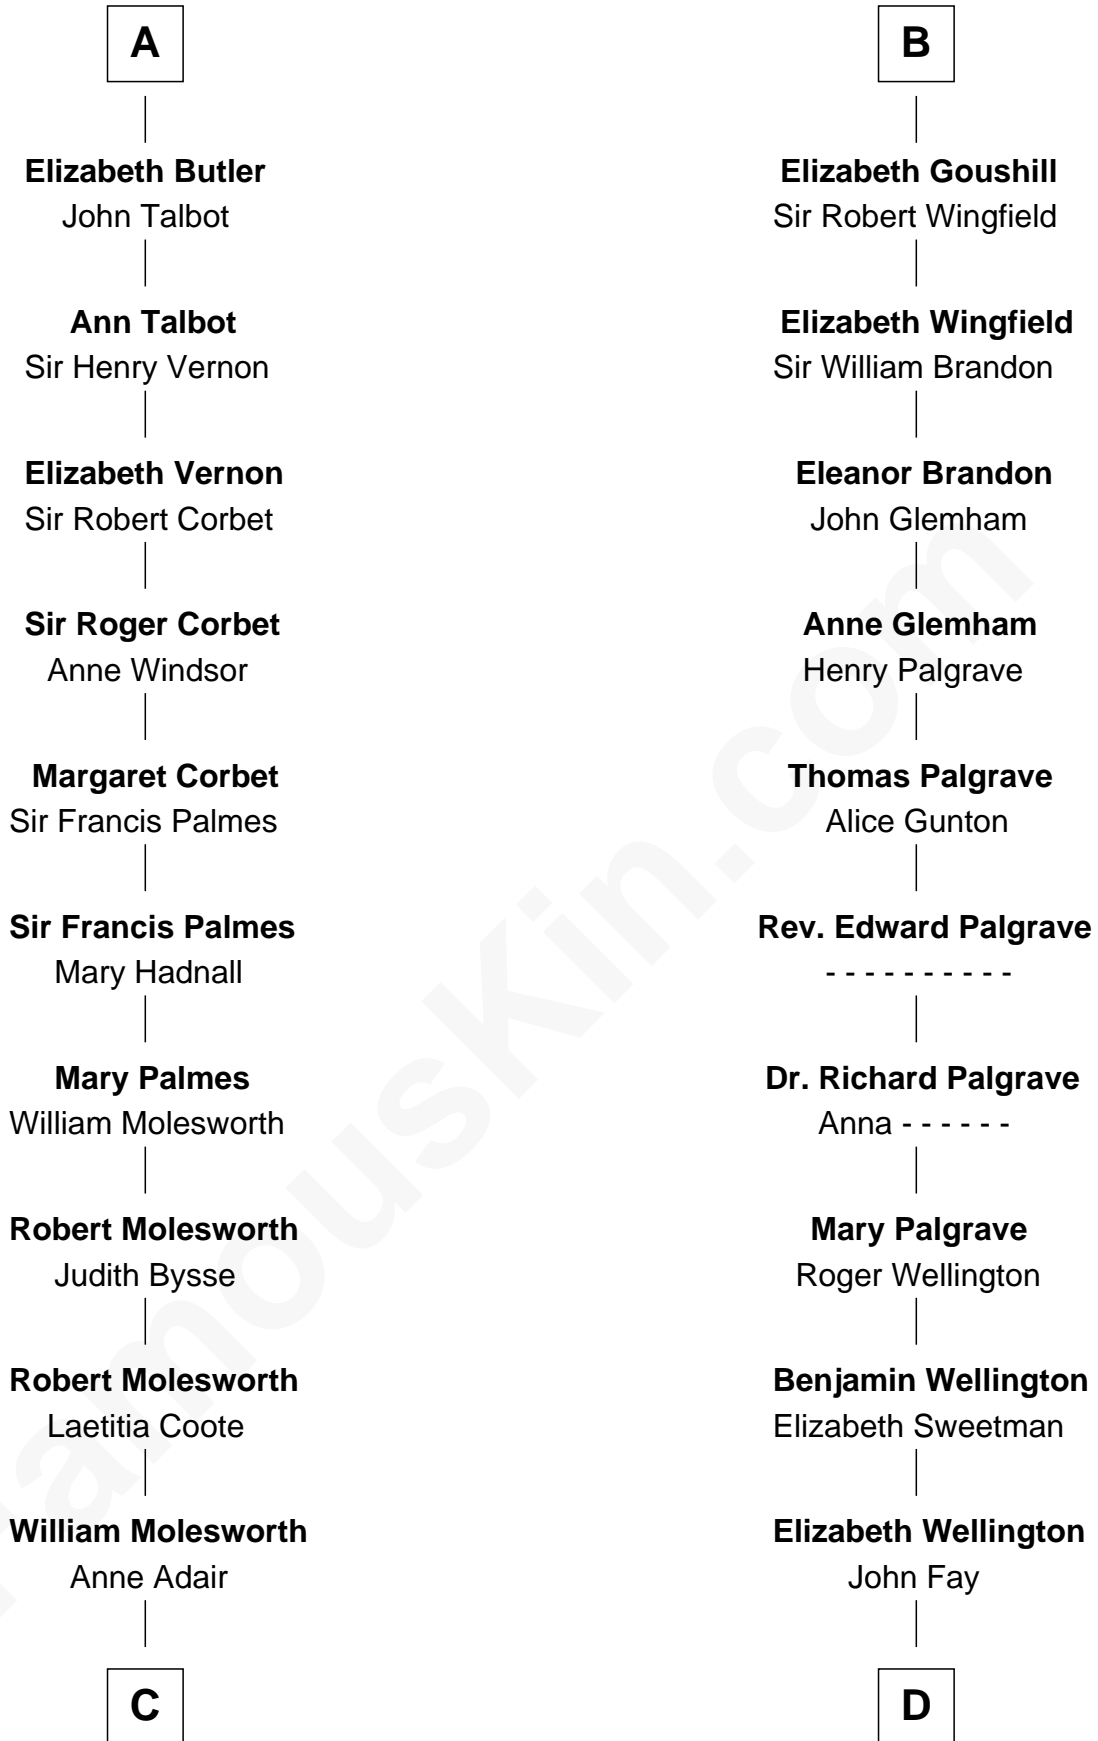 A
Elizabeth Butler
John Talbot
Ann Talbot
Sir Henry Vernon
Elizabeth Vernon
Sir Robert Corbet
Sir Roger Corbet
Anne Windsor
Margaret Corbet
Sir Francis Palmes
Sir Francis Palmes
Mary Hadnall
Mary Palmes
William Molesworth
Robert Molesworth
Judith Bysse
Robert Molesworth
Laetitia Coote
William Molesworth
Anne Adair
C
B
Elizabeth Goushill
Sir Robert Wingfield
Elizabeth Wingfield
Sir William Brandon
Eleanor Brandon
John Glemham
Anne Glemham
Henry Palgrave
Thomas Palgrave
Alice Gunton
Rev. Edward Palgrave
- - - - - - - - - -
Dr. Richard Palgrave
Anna - - - - - -
Mary Palgrave
Roger Wellington
Benjamin Wellington
Elizabeth Sweetman
Elizabeth Wellington
John Fay
D
FamousKin.com